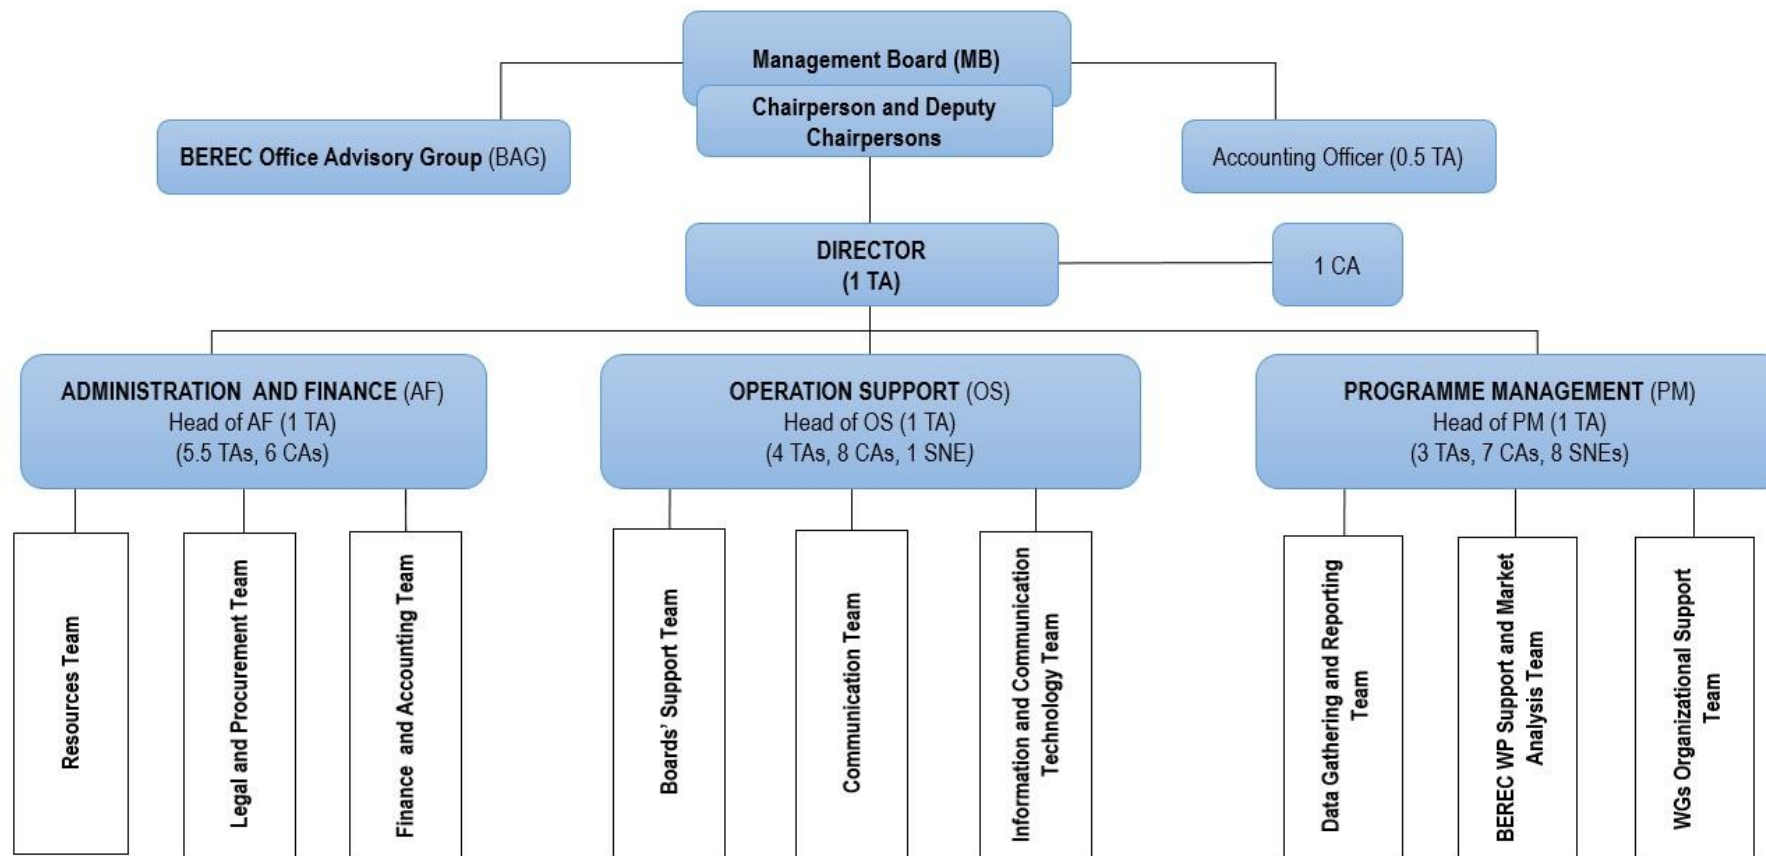 Management Board (MB)
Chairperson and Deputy
Chairpersons
BEREC Office Advisory Group (BAG)
Accounting Officer (0.5 TA)
DIRECTOR
(1 TA)
1 CA
ADMINISTRATION AND FINANCE (AF)
Head of AF (1 TA)
(5.5 TAs, 6 CAs)
OPERATION SUPPORT (OS)
Head of OS (1 TA)
(4 TAs, 8 CAs, 1 SNE)
PROGRAMME MANAGEMENT (PM)
Head of PM (1 TA)
(3 TAs, 7 CAs, 8 SNEs)
Resources Team
Legal and Procurement Team
Finance and Accounting Team
Boards' Support Team
Communication Team
Information and Communication
Technology Team
Data Gathering and Reporting
Team
BEREC WP Support and Market
Analysis Team
WGs Organizational Support
Team